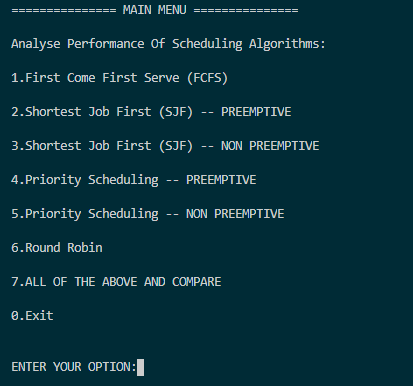 =============== MAIN MENU ===============
Analyse Performance Of Scheduling Algorithms:
1.First Come First Serve (FCFS)
2.Shortest Job First (SJF) -- PREEMPTIVE
3.Shortest Job First (SJF) -- NON PREEMPTIVE
4.Priority Scheduling -- PREEMPTIVE
5.Priority Scheduling -- NON PREEMPTIVE
6.Round Robin
7.ALL OF THE ABOVE AND COMPARE
0.Exit
ENTER YOUR OPTION: